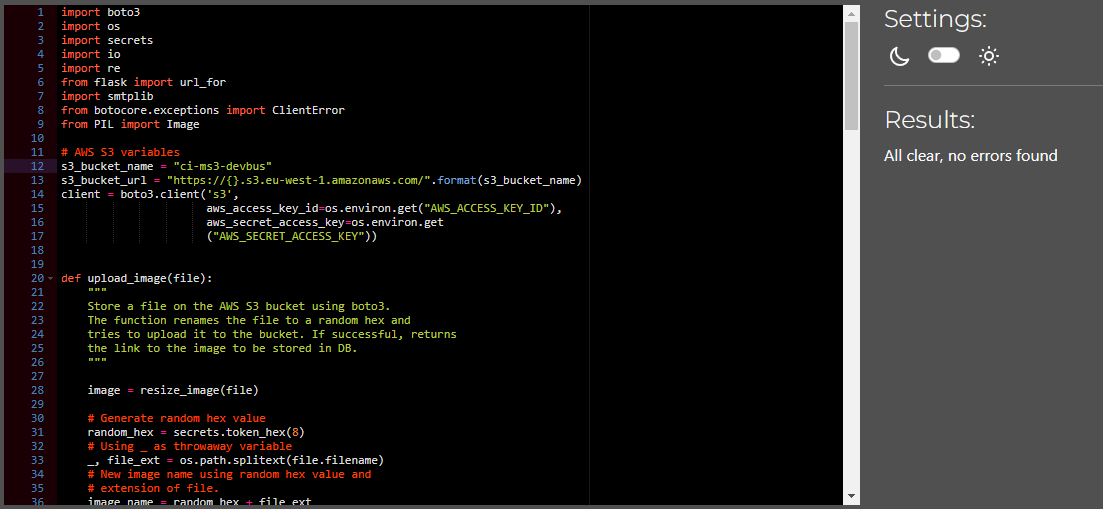 1 import boto3
2 import os
3 import secrets
4 import io
5 import re
6 from flask import url_for
7 import smtplib
8 from botocore.exceptions import ClientError
9 from PIL import Image
10
11 # AWS S3 variables
12 s3_bucket_name = "ci-ms3-devbus"
13 s3_bucket_url = "https://{}.s3.eu-west-1.amazonaws.com/".format(s3_bucket_name)
14 client = boto3.client('s3',
15 aws_access_key_id=os.environ.get("AWS_ACCESS_KEY_ID"),
16 aws_secret_access_key=os.environ.get
17 ("AWS_SECRET_ACCESS_KEY"))
18
19
20 def upload_image(file):
21 """
22 Store a file on the AWS S3 bucket using boto3.
23 The function renames the file to a random hex and
24 tries to upload it to the bucket. If successful, returns
25 the link to the image to be stored in DB.
26 """
27
28 image = resize_image(file)
29
30 # Generate random hex value
31 random_hex = secrets.token_hex(8)
32 # Using _ as throwaway variable
33 _, file_ext = os.path.splitext(file.filename)
34 # New image name using random hex value and
35 # extension of file.
36 image_name = random_hex + file_ext
Settings:
Results:
All clear, no errors found